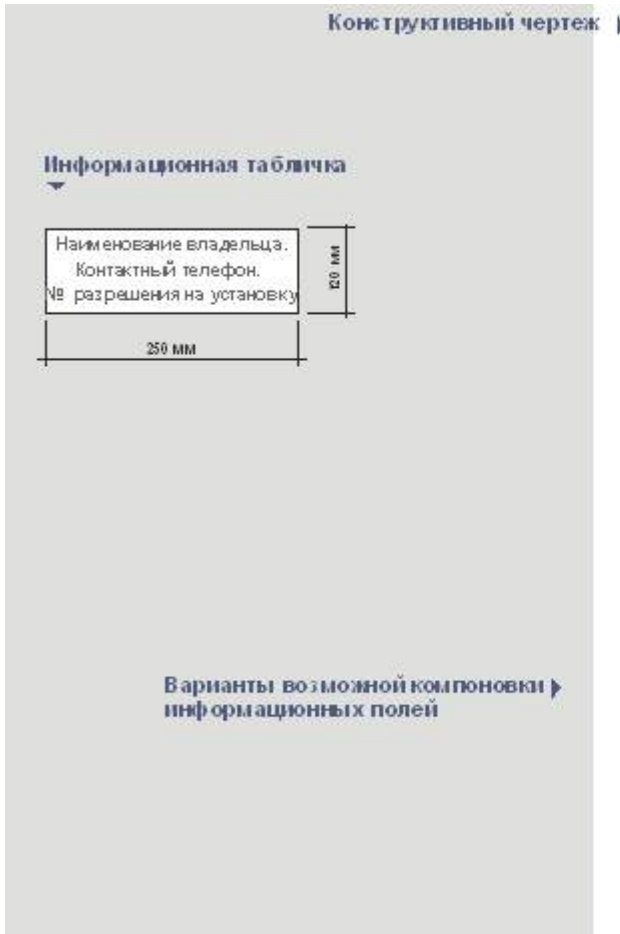 Конструктивный чертеж
Информационная табличка
Наименование владельца.
Контактный телефон.
№ разрешения на установку
120 мм
250 мм
Варианты возможной компоновки
информационных полей